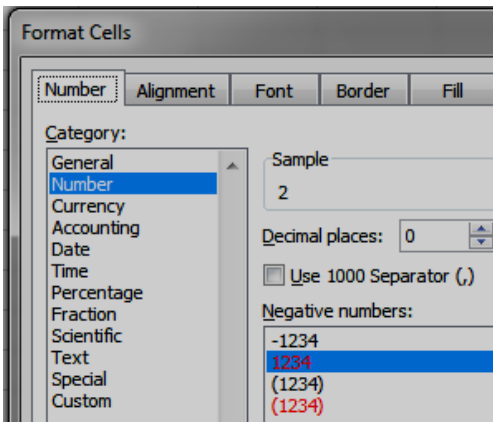 Format Cells
Number Alignment Font Border Fill
Category:
General
Number
Currency
Accounting
Date
Time
Percentage
Fraction
Scientific
Text
Special
Custom
Sample
2
Decimal places: 0
Use 1000 Separator (,)
Negative numbers:
-1234
1234
(1234)
(1234)